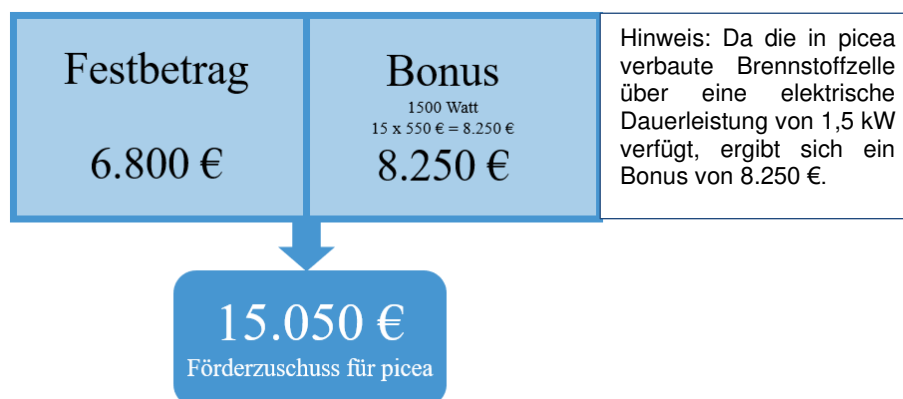 Festbetrag
6.800 €
Bonus
1500 Watt
15 x 550 € = 8.250 €
8.250 €
Hinweis: Da die in picea
verbaute Brennstoffzelle
über eine elektrische
Dauerleistung von 1,5 kW
verfügt, ergibt sich ein
Bonus von 8.250 €.
15.050 €
Förderzuschuss für picea